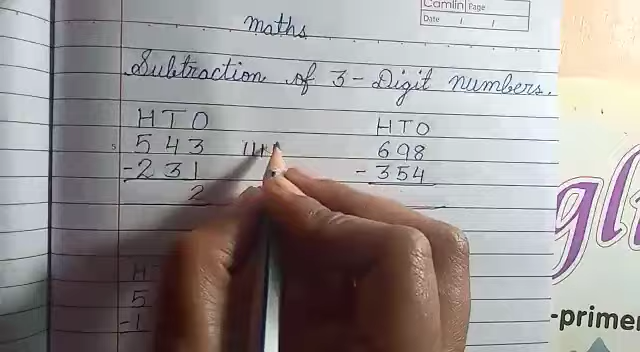 Camlin Page
Date / /
maths
Subtraction of 3-Digit numbers.
HTO HTO
543 698
-231 -354
2
H
5
-1
-primer